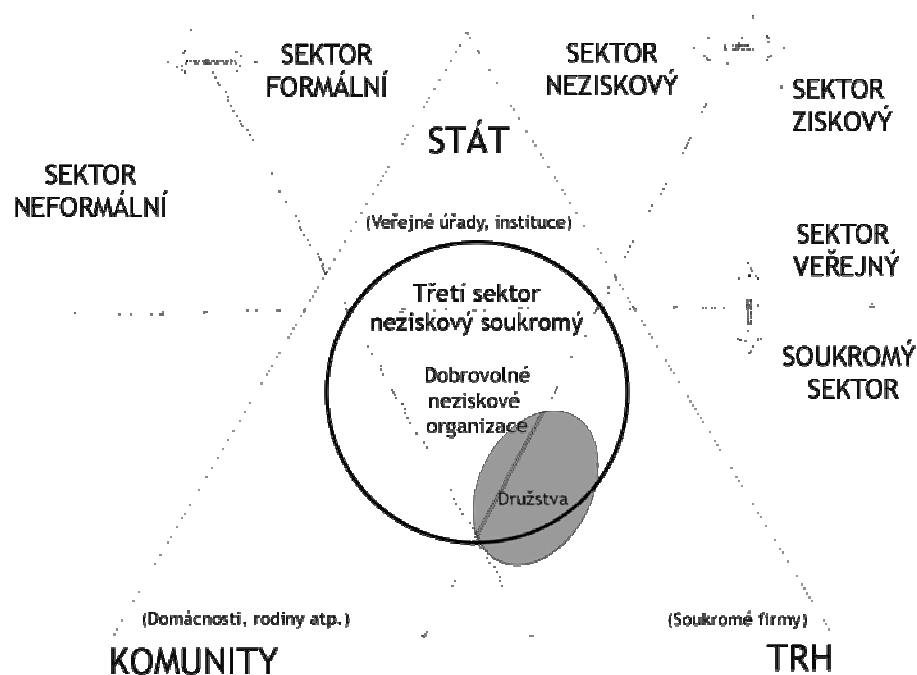 SEKTOR
FORMÁLNÍ
SEKTOR
NEZISKOVÝ
SEKTOR
ZISKOVÝ
STÁT
SEKTOR
NEFORMÁLNÍ
(Veřejné úřady, instituce)
SEKTOR
VEŘEJNÝ
Třetí sektor
neziskový soukromý
SOUKROMÝ
SEKTOR
Dobrovolné
neziskové
organizace
Družstva
(Domácnosti, rodiny atp.)
(Soukromé firmy)
KOMUNITY
TRH